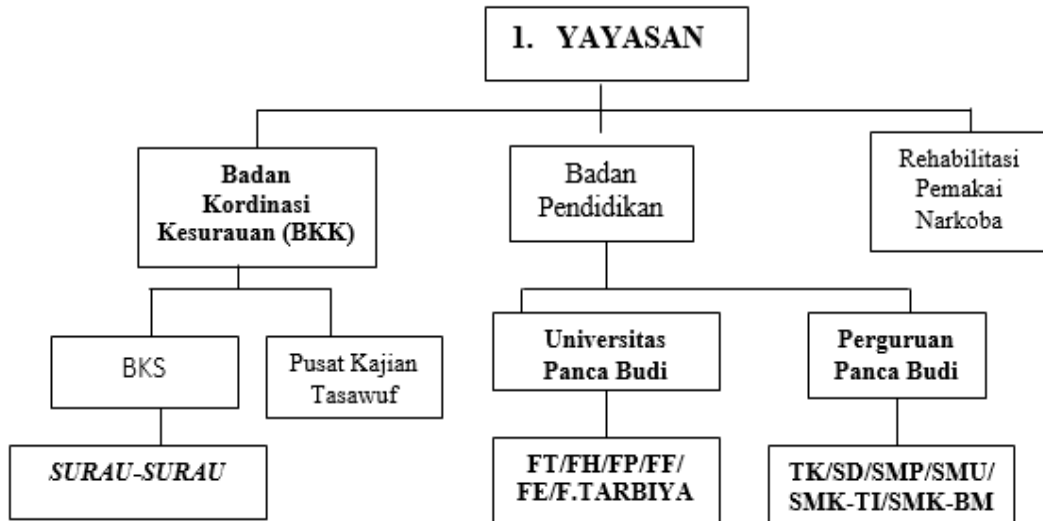 1. YAYASAN
Badan
Kordinasi
Kesurauan (BKK)
Badan
Pendidikan
Rehabilitasi
Pemakai
Narkoba
BKS
Pusat Kajian
Tasawuf
Universitas
Panca Budi
Perguruan
Panca Budi
SURAU-SURAU
FT/FH/FP/FF/
FE/F.TARBIYA
TK/SD/SMP/SMU/
SMK-TI/SMK-BM